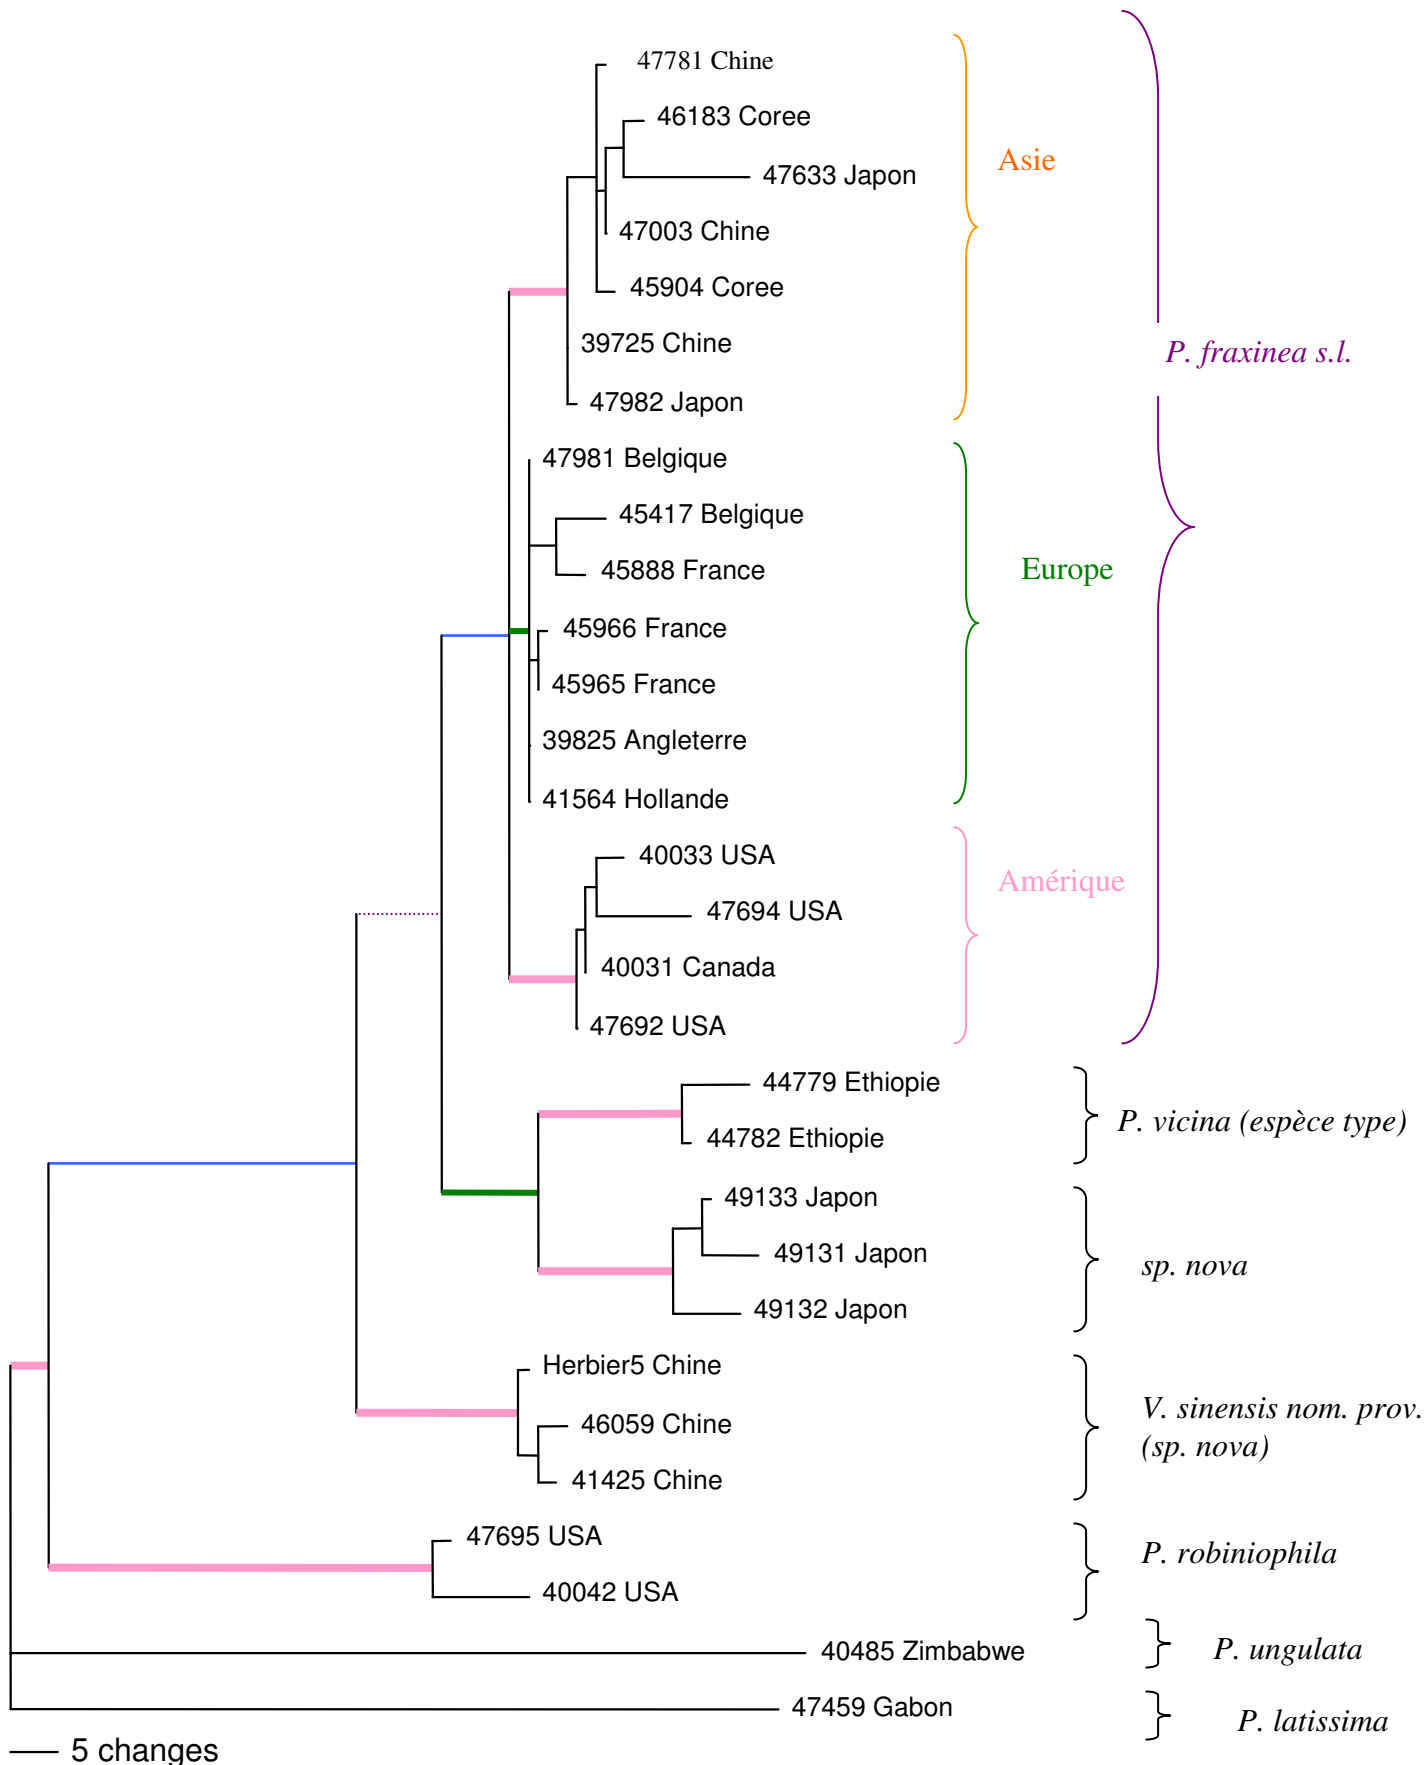 47781 Chine
46183 Coree
Asie
47633 Japon
47003 Chine
45904 Coree
39725 Chine
P. fraxinea s.l.
47982 Japon
47981 Belgique
45417 Belgique
45888 France
Europe
45966 France
45965 France
39825 Angleterre
41564 Hollande
40033 USA
Amérique
47694 USA
40031 Canada
47692 USA
44779 Ethiopie
P. vicina (espèce type)
44782 Ethiopie
49133 Japon
49131 Japon
sp. nova
49132 Japon
Herbier5 Chine
V. sinensis nom. prov.
46059 Chine
(sp. nova)
41425 Chine
47695 USA
P. robiniophila
40042 USA
40485 Zimbabwe
P. ungulata
47459 Gabon
P. latissima
5 changes